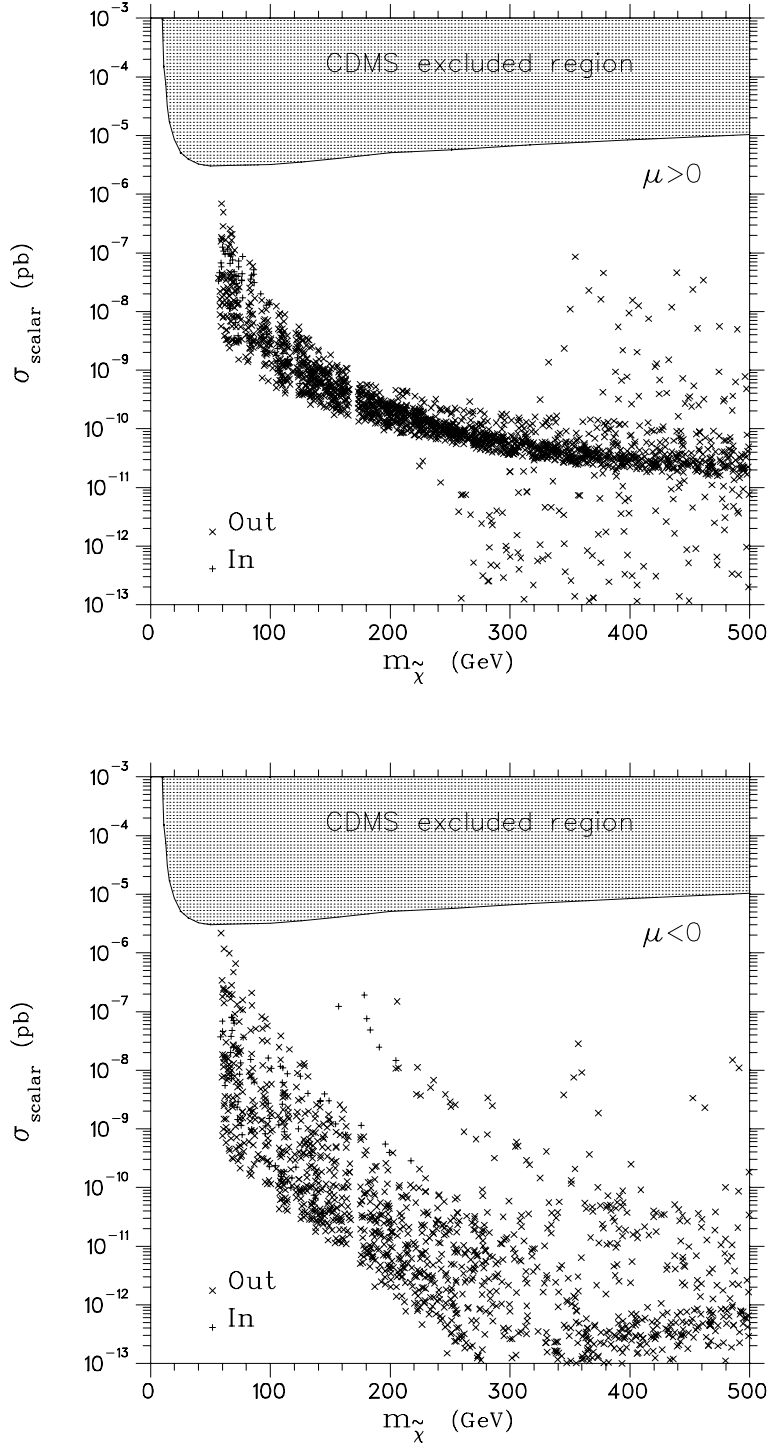 10⁻³
CDMS excluded region
10⁻⁴
10⁻⁵
μ>0
10⁻⁶
10⁻⁷
σ scalar (pb)
10⁻⁸
10⁻⁹
10⁻¹⁰
10⁻¹¹
× Out
10⁻¹²
+ In
10⁻¹³
0 100 200 300 400 500
m_χ̃ (GeV)
10⁻³
CDMS excluded region
10⁻⁴
10⁻⁵
μ<0
10⁻⁶
10⁻⁷
σ scalar (pb)
10⁻⁸
10⁻⁹
10⁻¹⁰
10⁻¹¹
× Out
10⁻¹²
+ In
10⁻¹³
0 100 200 300 400 500
m_χ̃ (GeV)